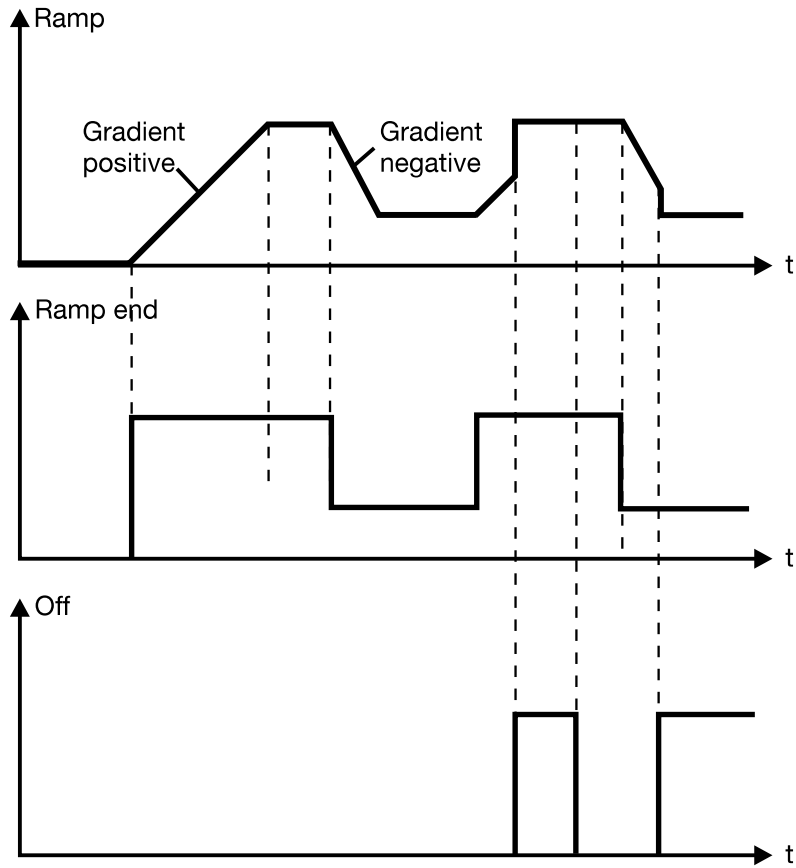 Ramp
Gradient
positive
Gradient
negative
t
Ramp end
t
Off
t